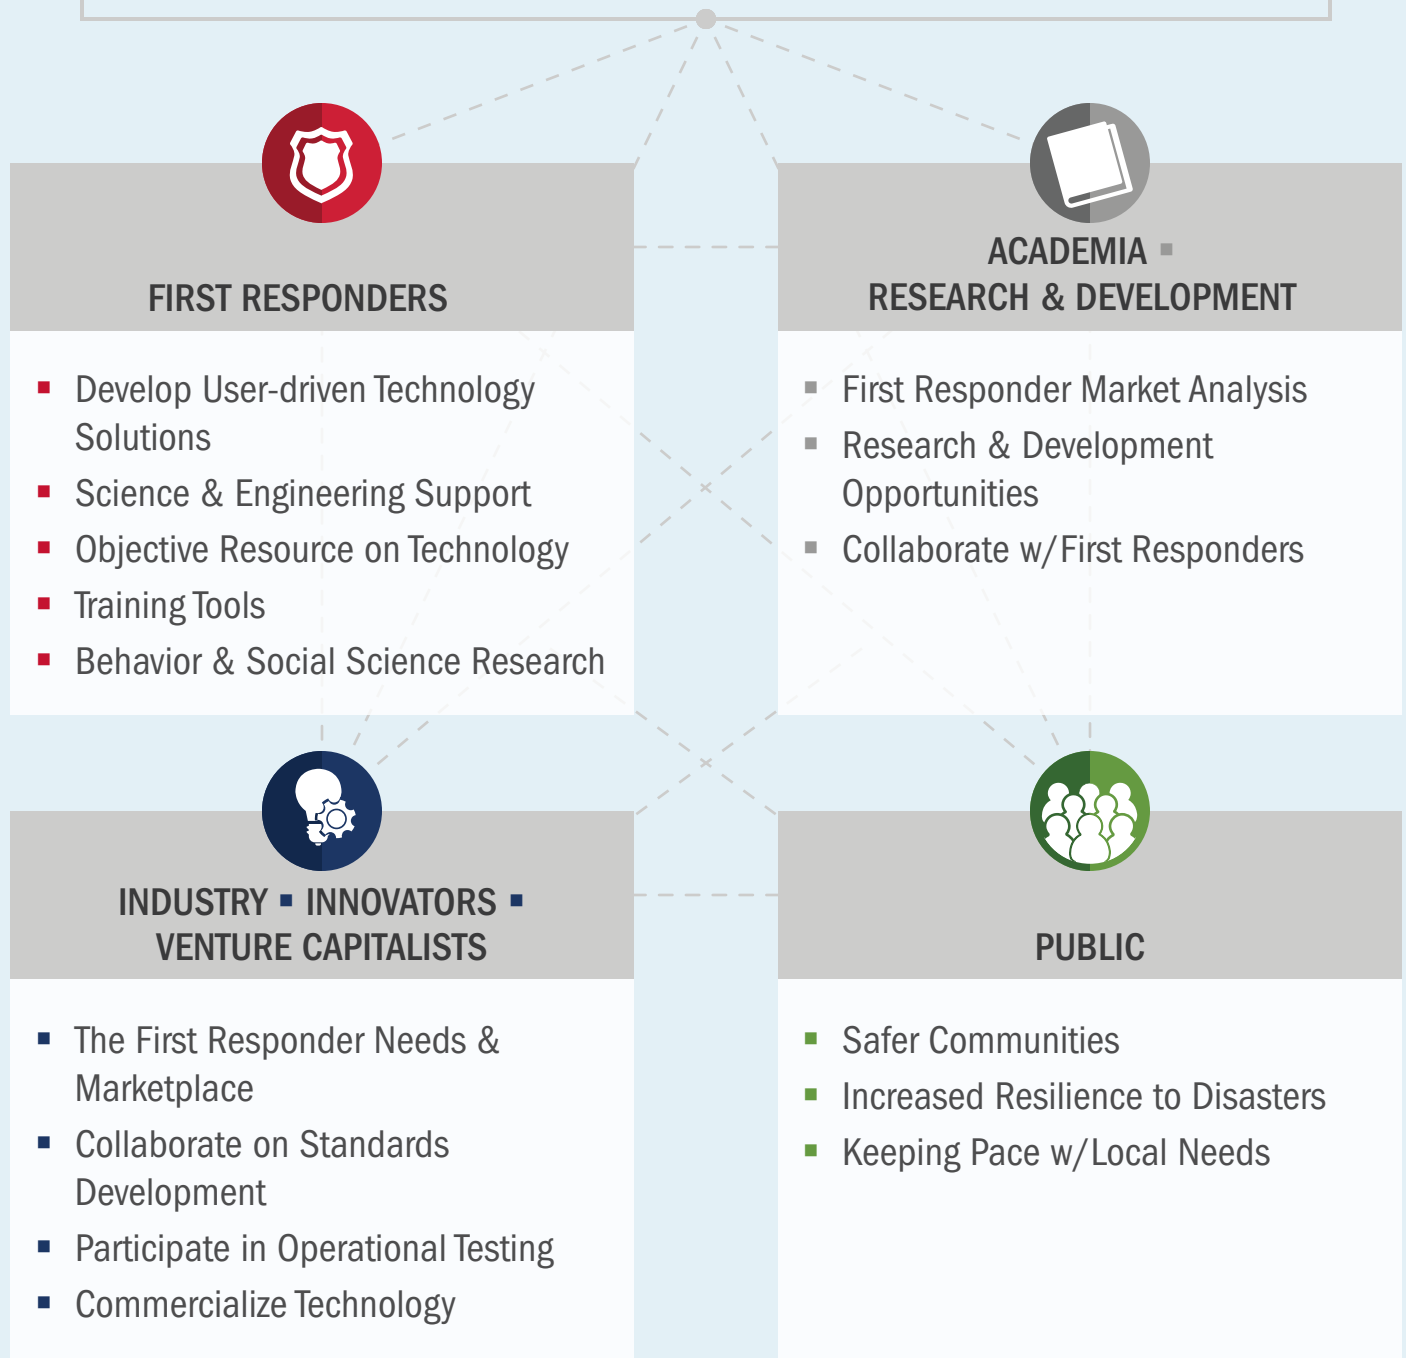 FIRST RESPONDERS
▪ Develop User-driven Technology
Solutions
▪ Science & Engineering Support
▪ Objective Resource on Technology
▪ Training Tools
▪ Behavior & Social Science Research
ACADEMIA ▪
RESEARCH & DEVELOPMENT
▪ First Responder Market Analysis
▪ Research & Development
Opportunities
▪ Collaborate w/First Responders
INDUSTRY ▪ INNOVATORS ▪
VENTURE CAPITALISTS
▪ The First Responder Needs &
Marketplace
▪ Collaborate on Standards
Development
▪ Participate in Operational Testing
▪ Commercialize Technology
PUBLIC
▪ Safer Communities
▪ Increased Resilience to Disasters
▪ Keeping Pace w/Local Needs